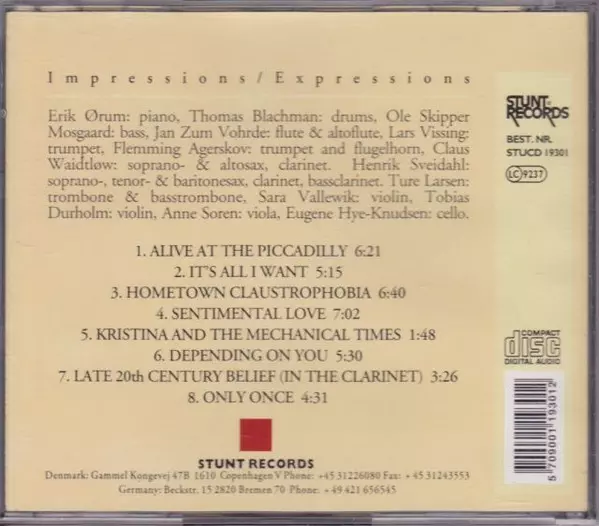 Impressions/Expressions
Erik Ørum: piano, Thomas Blachman: drums, Ole Skipper
Mosgaard: bass, Jan Zum Vohrde: flute & altoflute, Lars Vissing:
trumpet, Flemming Agerskov: trumpet and flugelhorn, Claus
Waidtløw: soprano- & altosax, clarinet. Henrik Sveidahl:
soprano-, tenor- & baritonesax, clarinet, bassclarinet. Ture Larsen:
trombone & basstrombone, Sara Vallewik: violin, Tobias
Durholm: violin, Anne Soren: viola, Eugene Hye-Knudsen: cello.
1. ALIVE AT THE PICCADILLY 6:21
2. IT'S ALL I WANT 5:15
3. HOMETOWN CLAUSTROPHOBIA 6:40
4. SENTIMENTAL LOVE 7:02
5. KRISTINA AND THE MECHANICAL TIMES 1:48
6. DEPENDING ON YOU 5:30
7. LATE 20th CENTURY BELIEF (IN THE CLARINET) 3:26
8. ONLY ONCE 4:31
STUNT RECORDS
Denmark: Gammel Kongevej 47B 1610 Copenhagen V Phone: +45 31226080 Fax: +45 31243553
Germany: Beckstr. 15 2820 Bremen 70 Phone: +49 421 656545
STUNT
RECORDS
BEST. NR.
STUCD 19301
LC 9237
COMPACT
disc
DIGITAL AUDIO
5 709001 193012